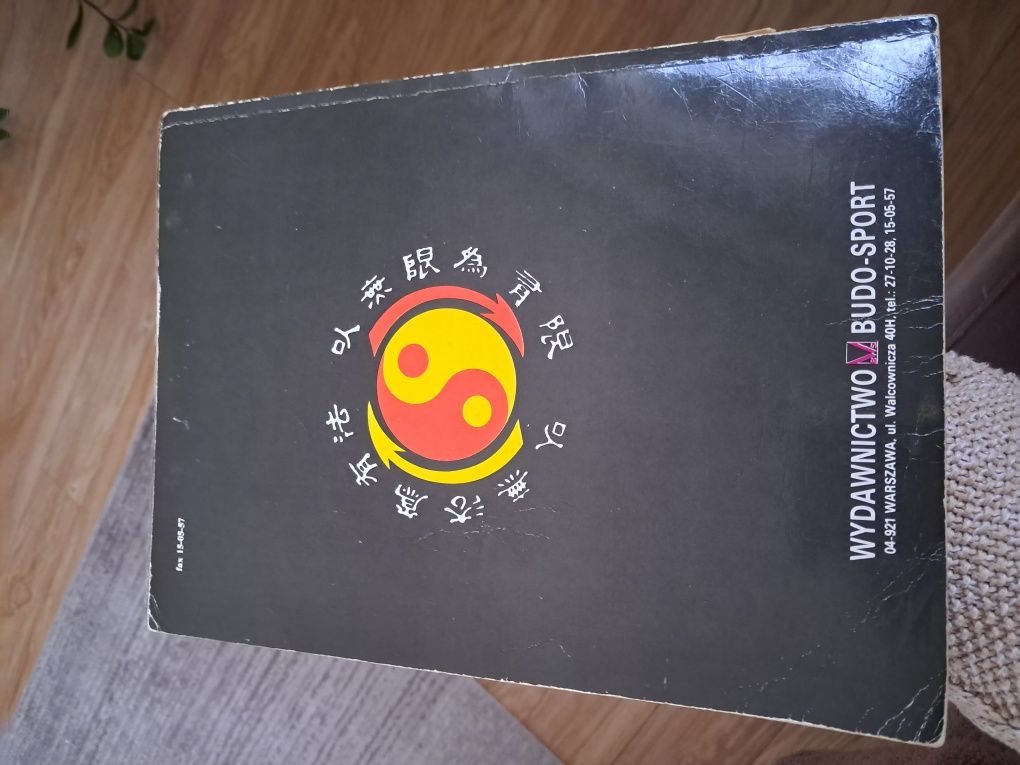 fax 15-05-57
以無限為有限
以無法為有法
WYDAWNICTWO BUDO-SPORT
04-921 WARSZAWA, ul. Walcownicza 40H, tel.: 27-10-28, 15-05-57